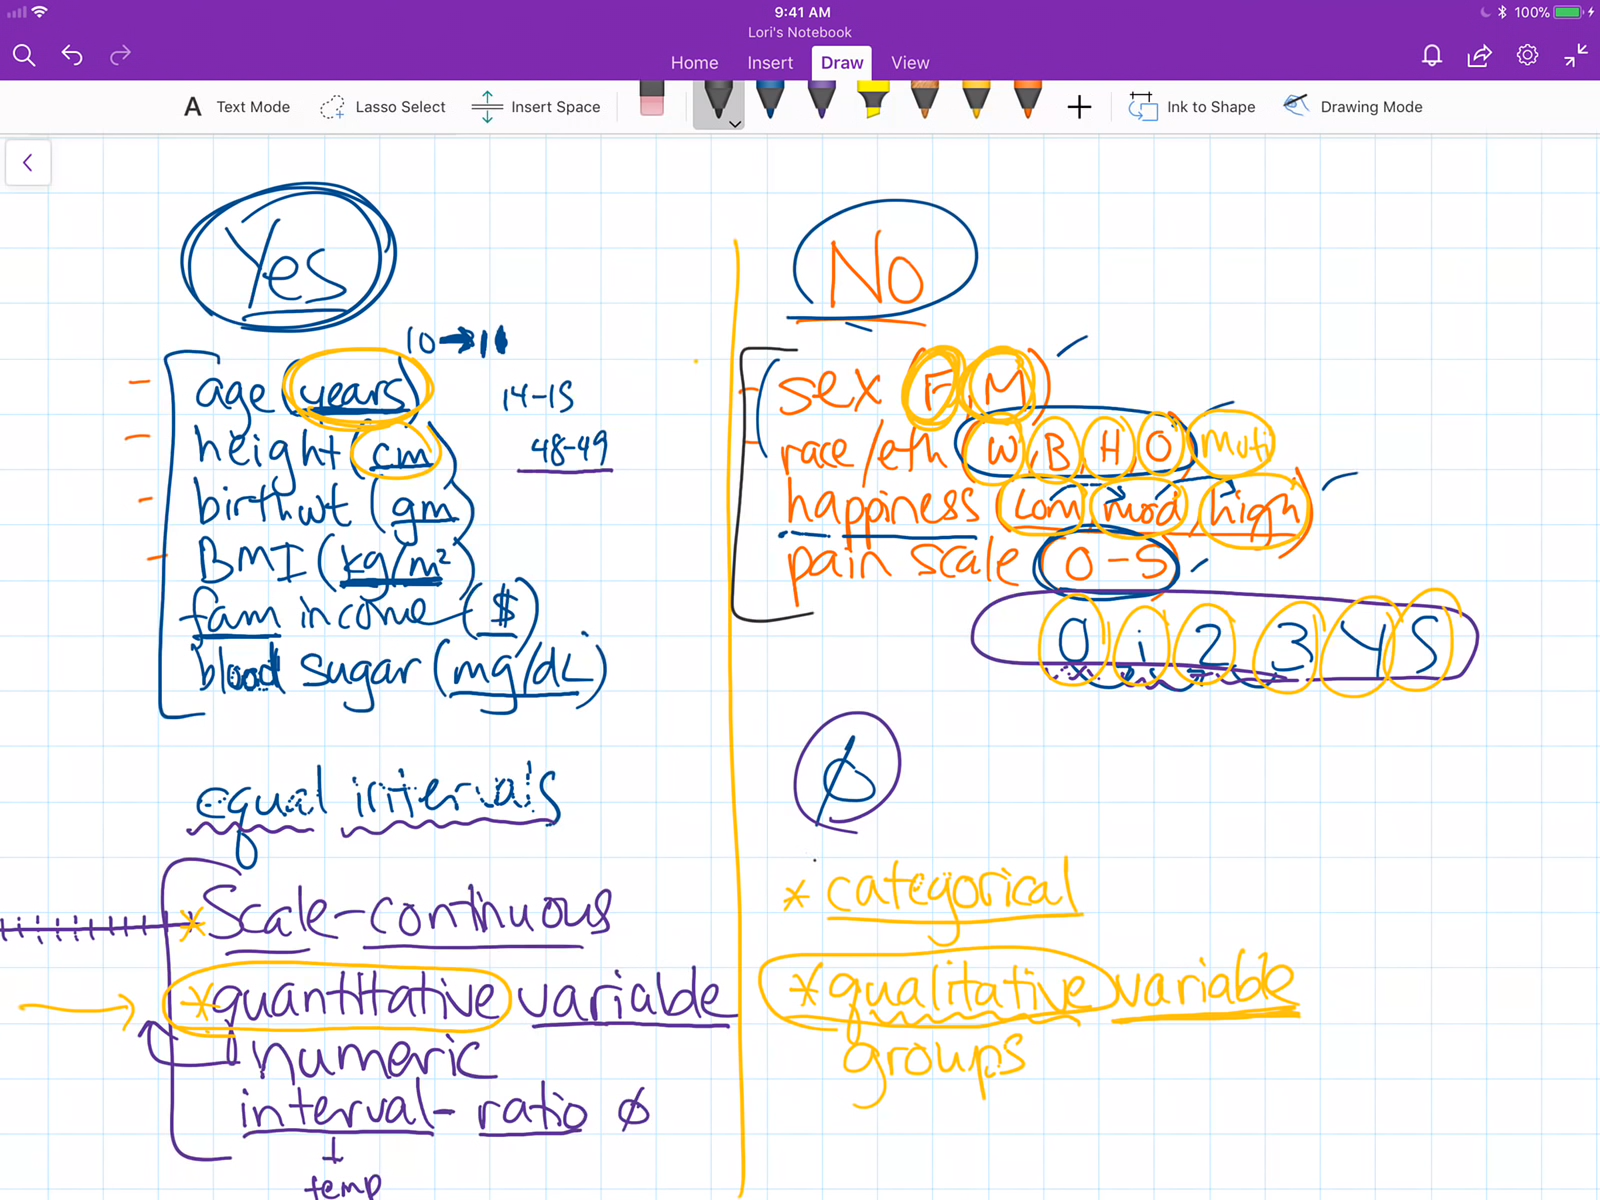 9:41 AM
100%
Lori's Notebook
Home Insert Draw View
Text Mode Lasso Select Insert Space Ink to Shape Drawing Mode
Yes
10 → 11
age (years)
14-15
height (cm)
48-49
birthwt (gm)
BMI (kg/m²)
fam income ($)
blood sugar (mg/dL)
equal intervals
*Scale-continuous
*quantitative variable
numeric
interval- ratio ∅
temp
No
sex (F, M)
race/eth (W, B, H, O) Multi
happiness (Low, mod, high)
pain scale (0-5)
0 1 2 3 4 5
∅
* categorical
*qualitative variable
groups